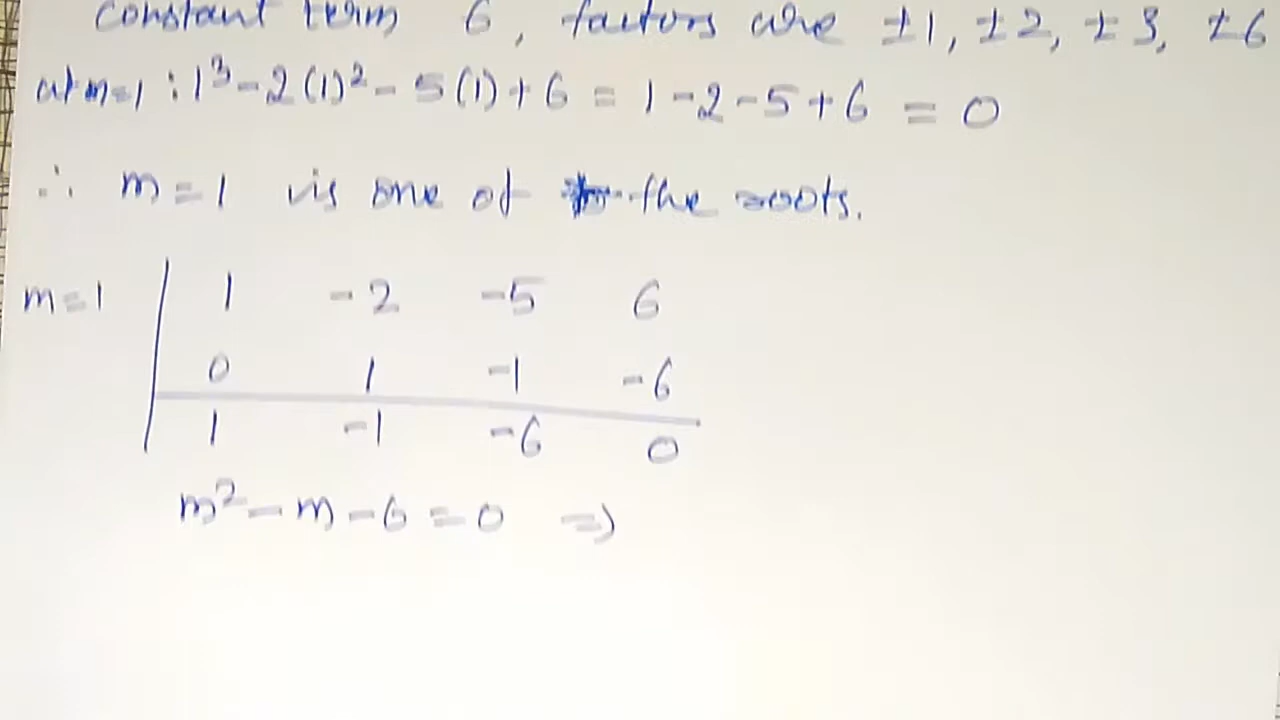 constant term 6, factors are ±1, ±2, ±3, ±6
at m=1 : 1³ - 2(1)² - 5(1) + 6 = 1 - 2 - 5 + 6 = 0
∴ m = 1 is one of the roots.
m=1 | 1 -2 -5 6
0 1 -1 -6
1 -1 -6 0
m² - m - 6 = 0 ⇒